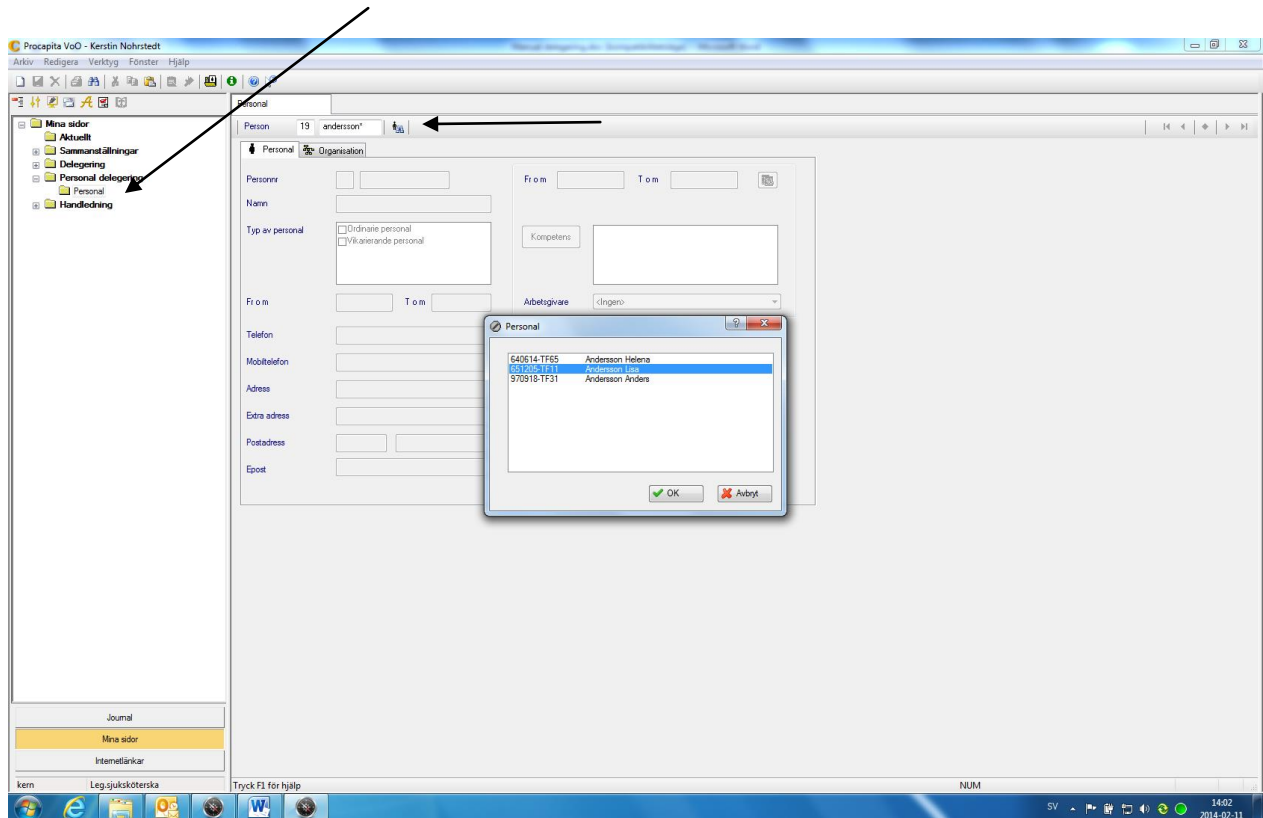 Procapita VoO - Kerstin Nohrstedt
Arkiv Redigera Verktyg Fönster Hjälp
Personal
Mina sidor
Aktuellt
Sammanställningar
Delegering
Personal delegering
Personal
Handledning
Person 19 andersson*
Personal Organisation
Personnr
From Tom
Namn
Typ av personal
Ordinarie personal
Vikarierande personal
Kompetens
From Tom
Arbetsgivare <Ingen>
Telefon
Mobiltelefon
Adress
Extra adress
Postadress
Epost
Personal
640614-TF65 Andersson Helena
651205-TF11 Andersson Lisa
970918-TF31 Andersson Anders
OK Avbryt
Journal
Mina sidor
Internetlänkar
kern Leg.sjuksköterska Tryck F1 för hjälp NUM
SV 14:02
2014-02-11